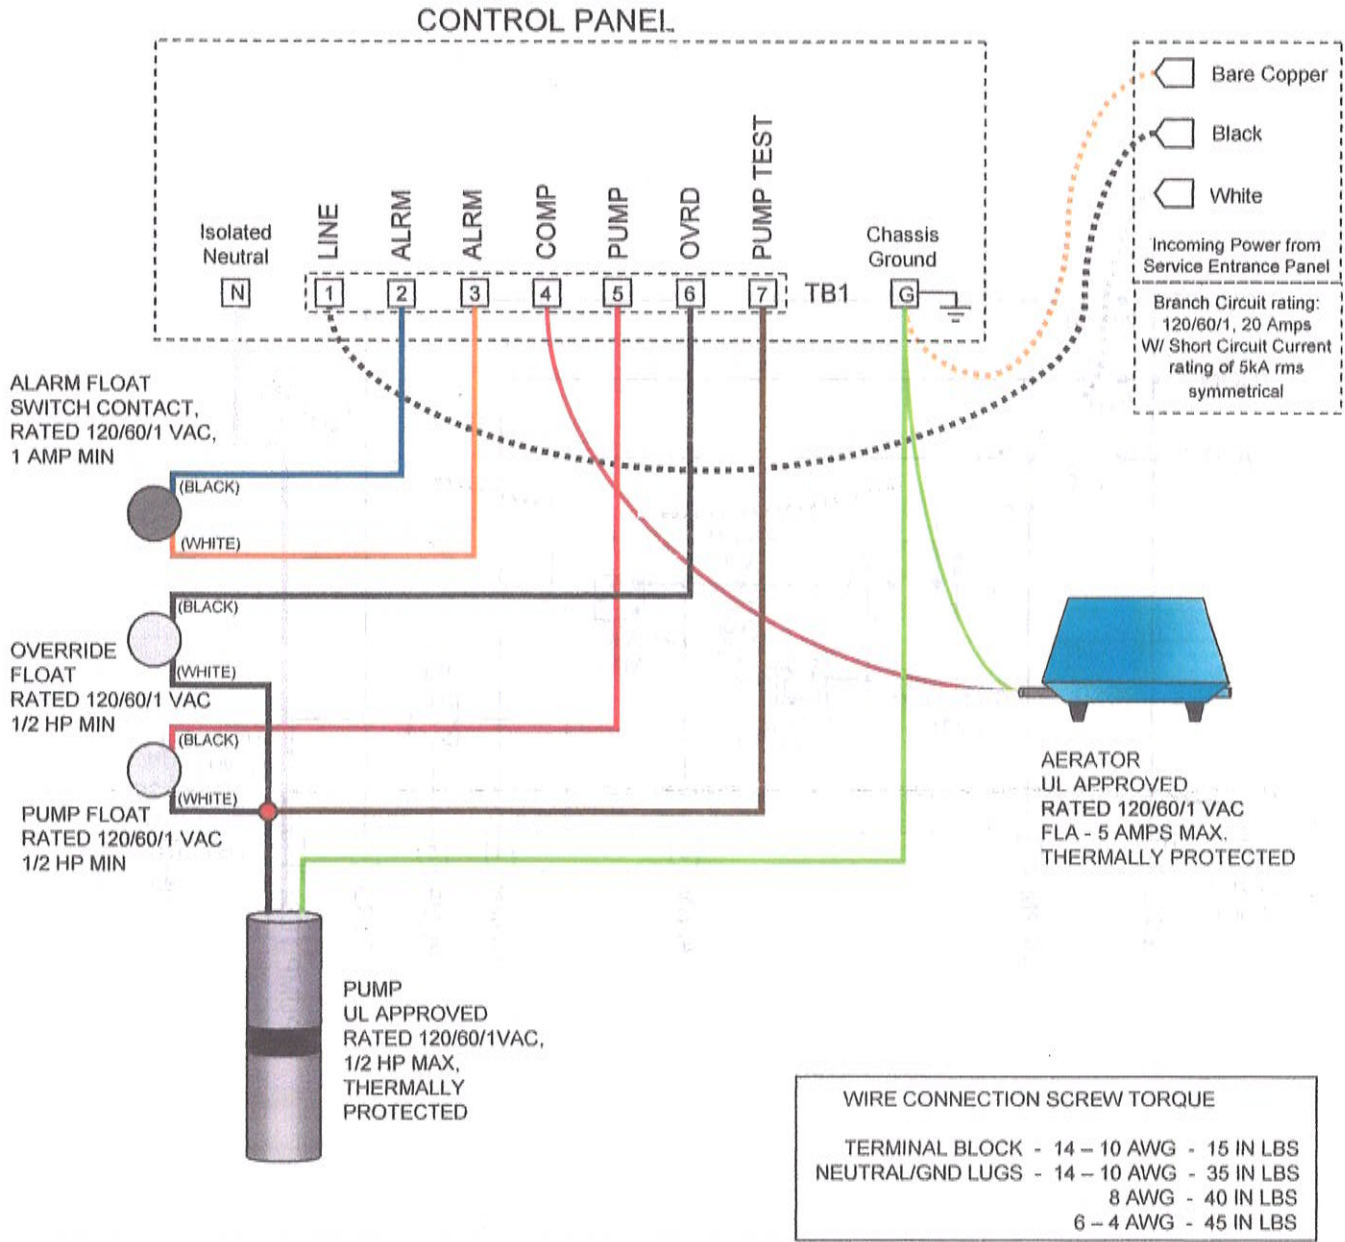 CONTROL PANEL
Bare Copper
Black
White
Incoming Power from
Service Entrance Panel
Branch Circuit rating:
120/60/1, 20 Amps
W/ Short Circuit Current
rating of 5kA rms
symmetrical
Isolated
Neutral
LINE
ALRM
ALRM
COMP
PUMP
OVRD
PUMP TEST
Chassis
Ground
N
1
2
3
4
5
6
7
TB1
G
ALARM FLOAT
SWITCH CONTACT,
RATED 120/60/1 VAC,
1 AMP MIN
(BLACK)
(WHITE)
(BLACK)
OVERRIDE
FLOAT
RATED 120/60/1 VAC
1/2 HP MIN
(WHITE)
(BLACK)
(WHITE)
PUMP FLOAT
RATED 120/60/1 VAC
1/2 HP MIN
AERATOR
UL APPROVED
RATED 120/60/1 VAC
FLA - 5 AMPS MAX.
THERMALLY PROTECTED
PUMP
UL APPROVED
RATED 120/60/1VAC,
1/2 HP MAX,
THERMALLY
PROTECTED
WIRE CONNECTION SCREW TORQUE
TERMINAL BLOCK - 14 – 10 AWG - 15 IN LBS
NEUTRAL/GND LUGS - 14 – 10 AWG - 35 IN LBS
8 AWG - 40 IN LBS
6 – 4 AWG - 45 IN LBS